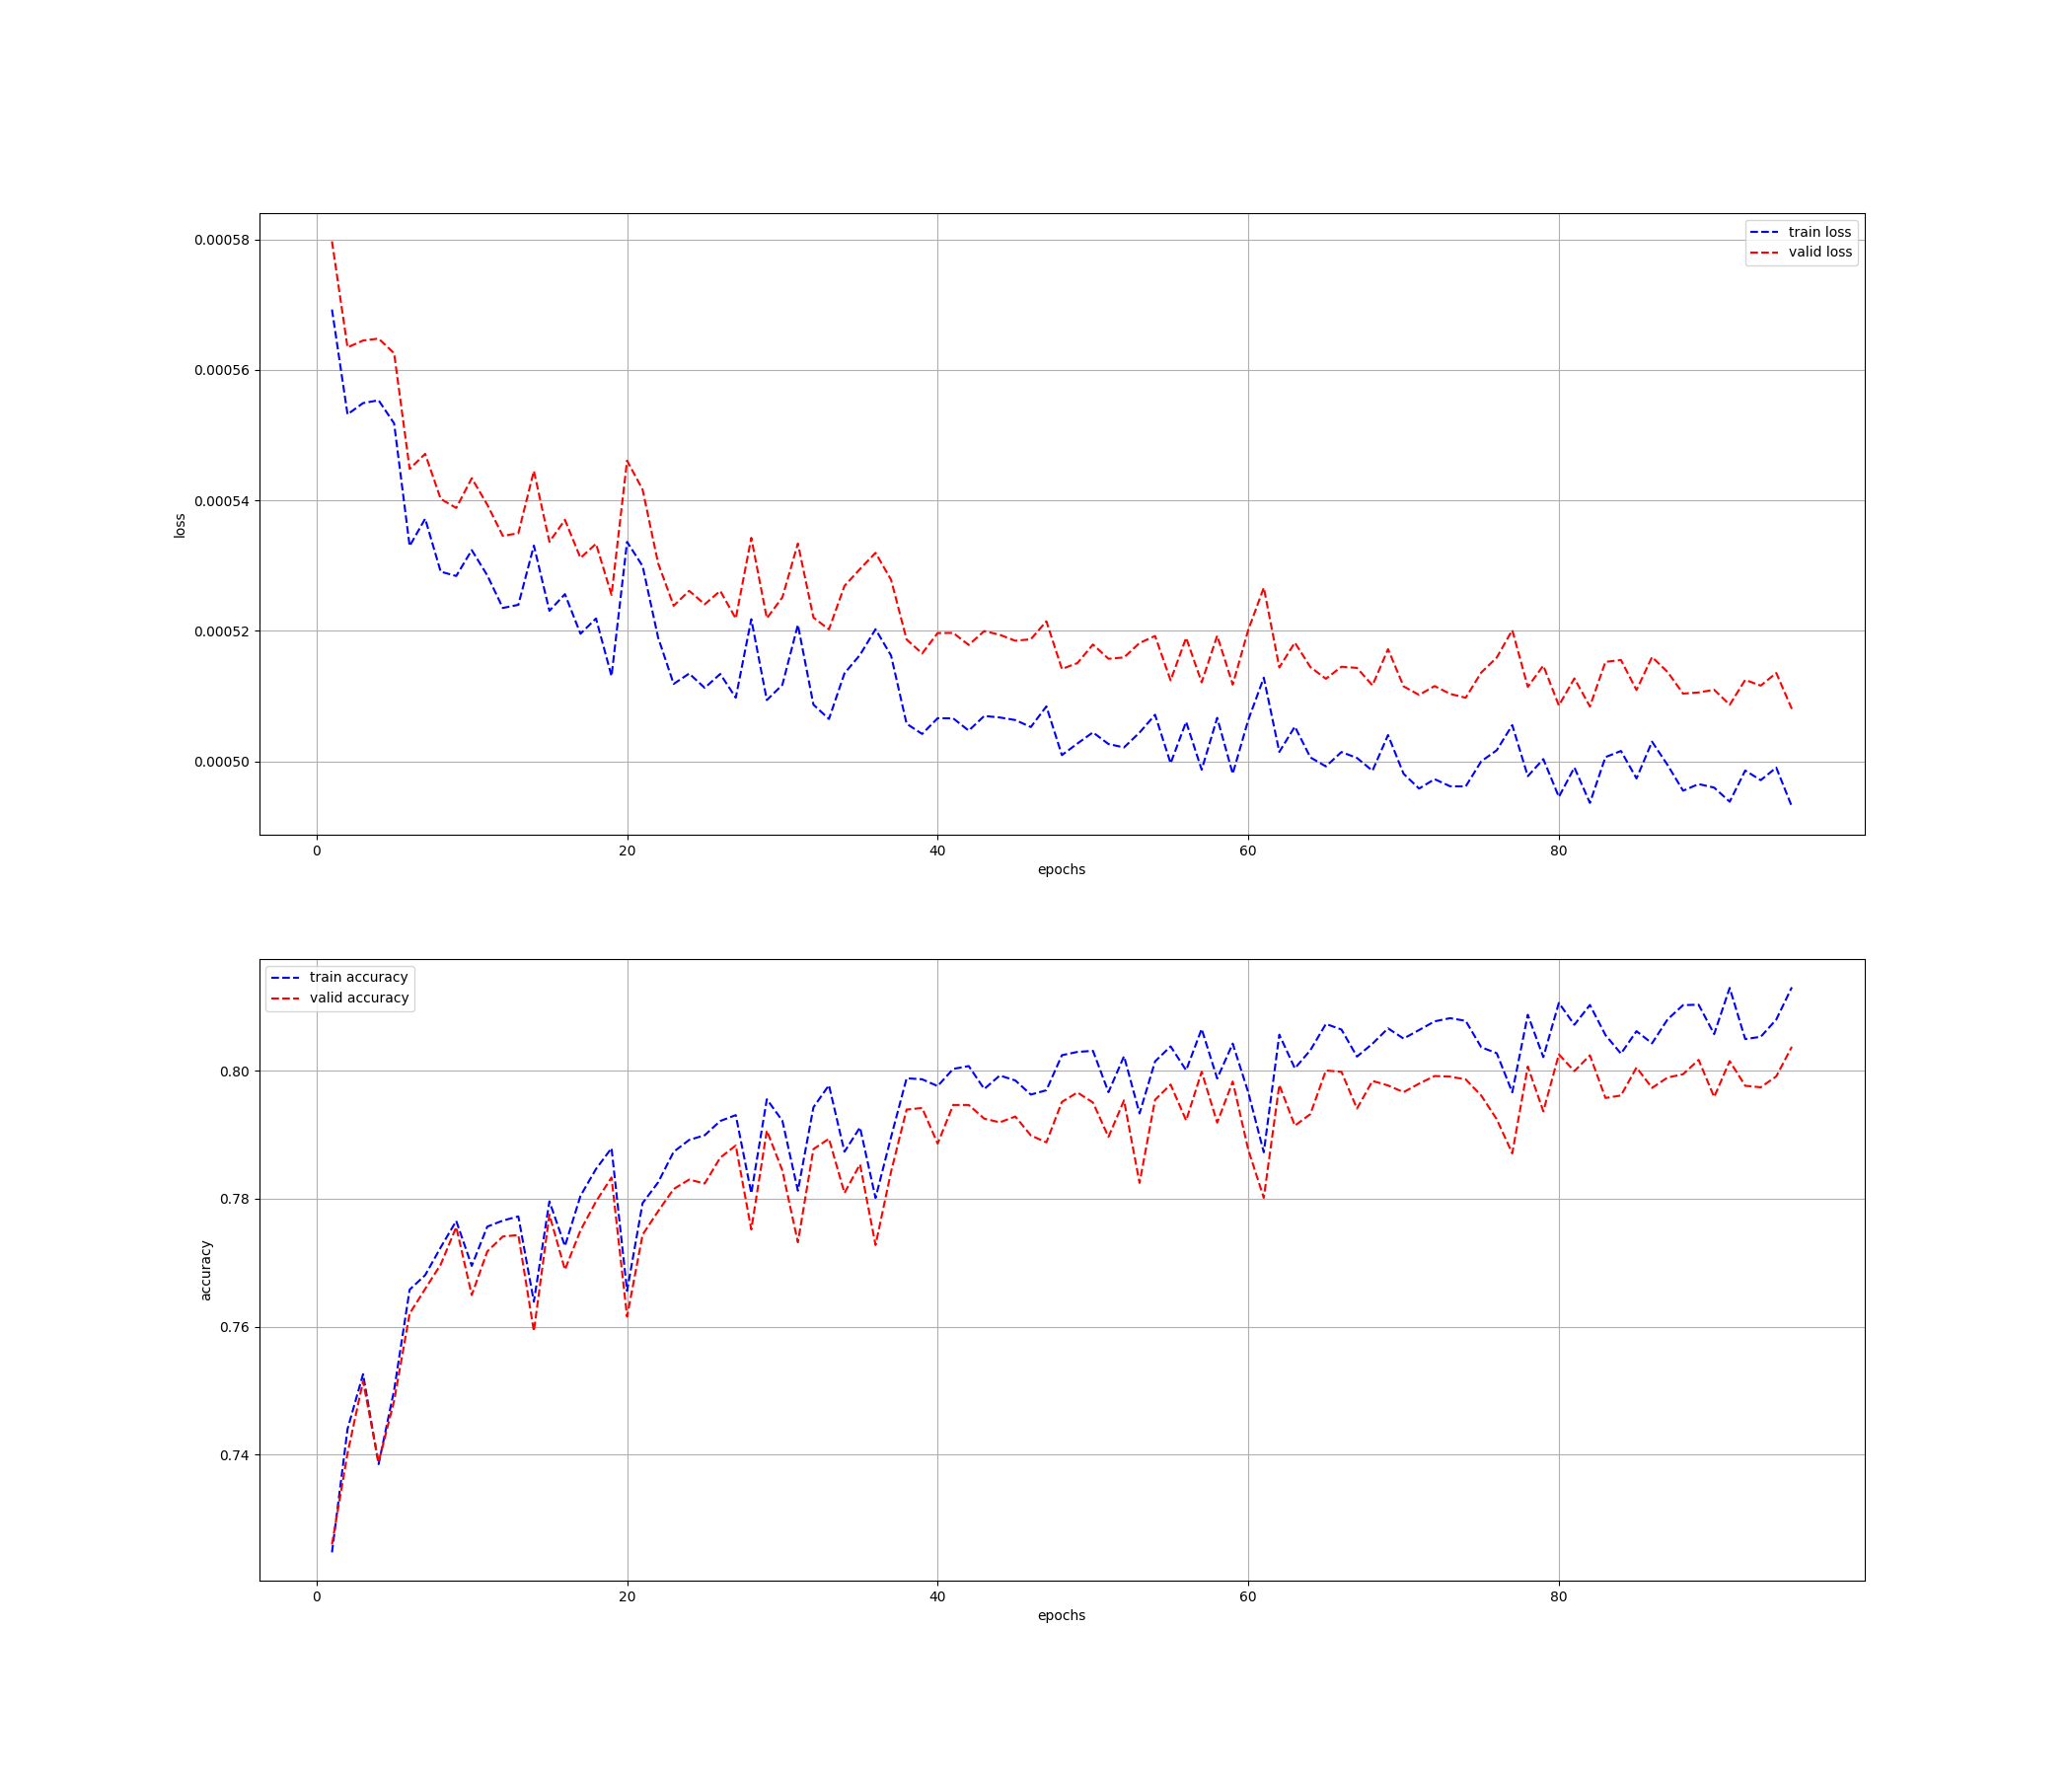 train loss
valid loss
0.00058
0.00056
0.00054
0.00052
0.00050
loss
0 20 40 60 80
epochs
train accuracy
valid accuracy
0.80
0.78
0.76
0.74
accuracy
0 20 40 60 80
epochs